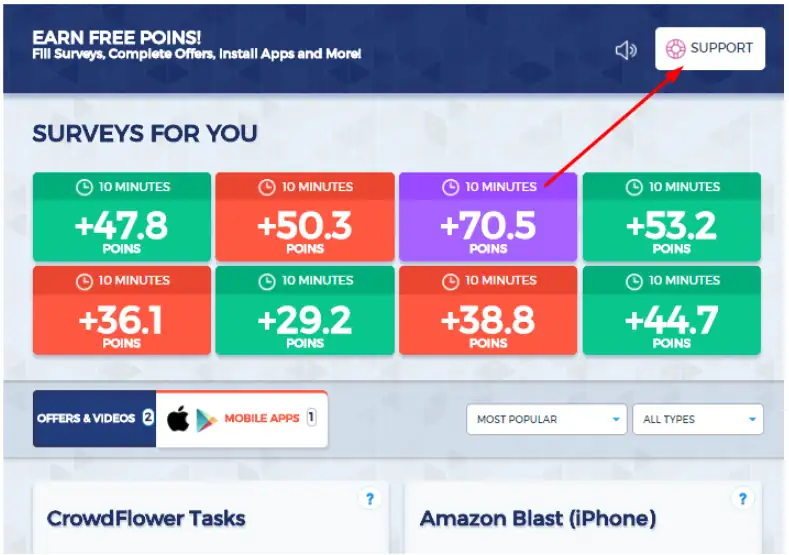 EARN FREE POINS!
Fill Surveys, Complete Offers, Install Apps and More!
SUPPORT
SURVEYS FOR YOU
10 MINUTES
+47.8
POINS
10 MINUTES
+50.3
POINS
10 MINUTES
+70.5
POINS
10 MINUTES
+53.2
POINS
10 MINUTES
+36.1
POINS
10 MINUTES
+29.2
POINS
10 MINUTES
+38.8
POINS
10 MINUTES
+44.7
POINS
OFFERS & VIDEOS 2
MOBILE APPS 1
MOST POPULAR
ALL TYPES
?
CrowdFlower Tasks
?
Amazon Blast (iPhone)